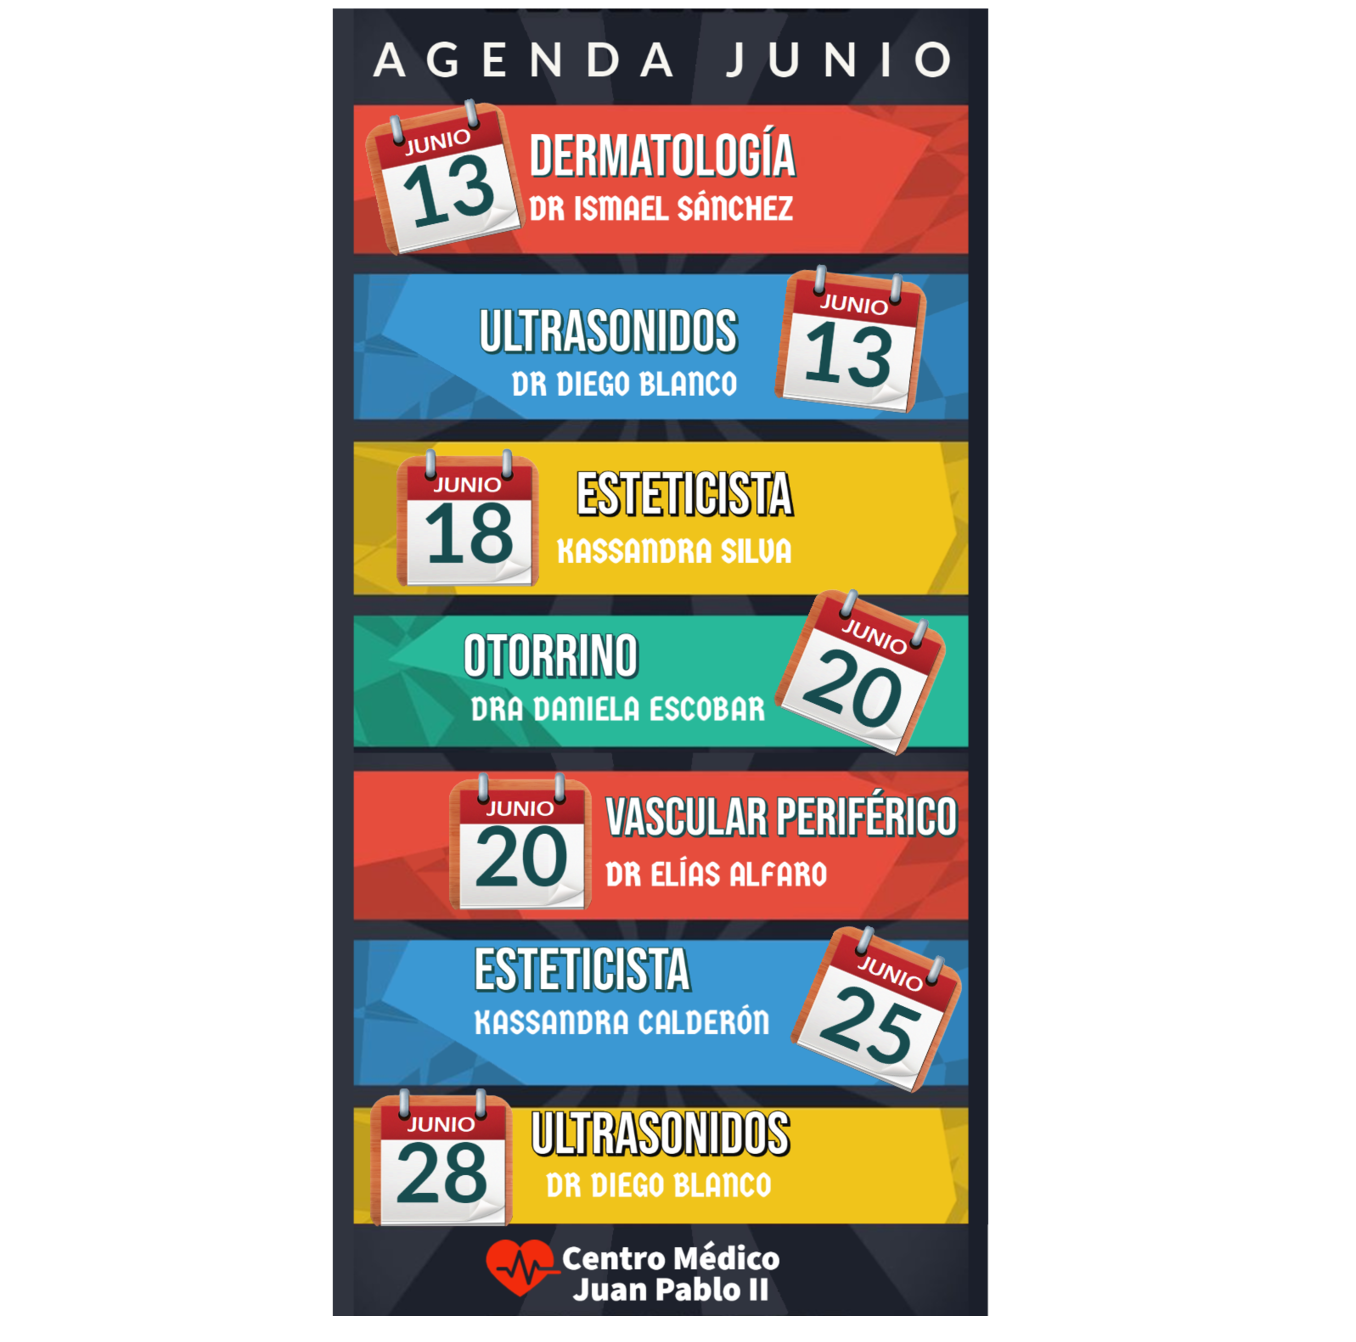 AGENDA JUNIO
JUNIO
13
DERMATOLOGÍA
DR ISMAEL SÁNCHEZ
ULTRASONIDOS
DR DIEGO BLANCO
JUNIO
13
JUNIO
18
ESTETICISTA
KASSANDRA SILVA
OTORRINO
DRA DANIELA ESCOBAR
JUNIO
20
JUNIO
20
VASCULAR PERIFÉRICO
DR ELÍAS ALFARO
ESTETICISTA
KASSANDRA CALDERÓN
JUNIO
25
JUNIO
28
ULTRASONIDOS
DR DIEGO BLANCO
Centro Médico
Juan Pablo II